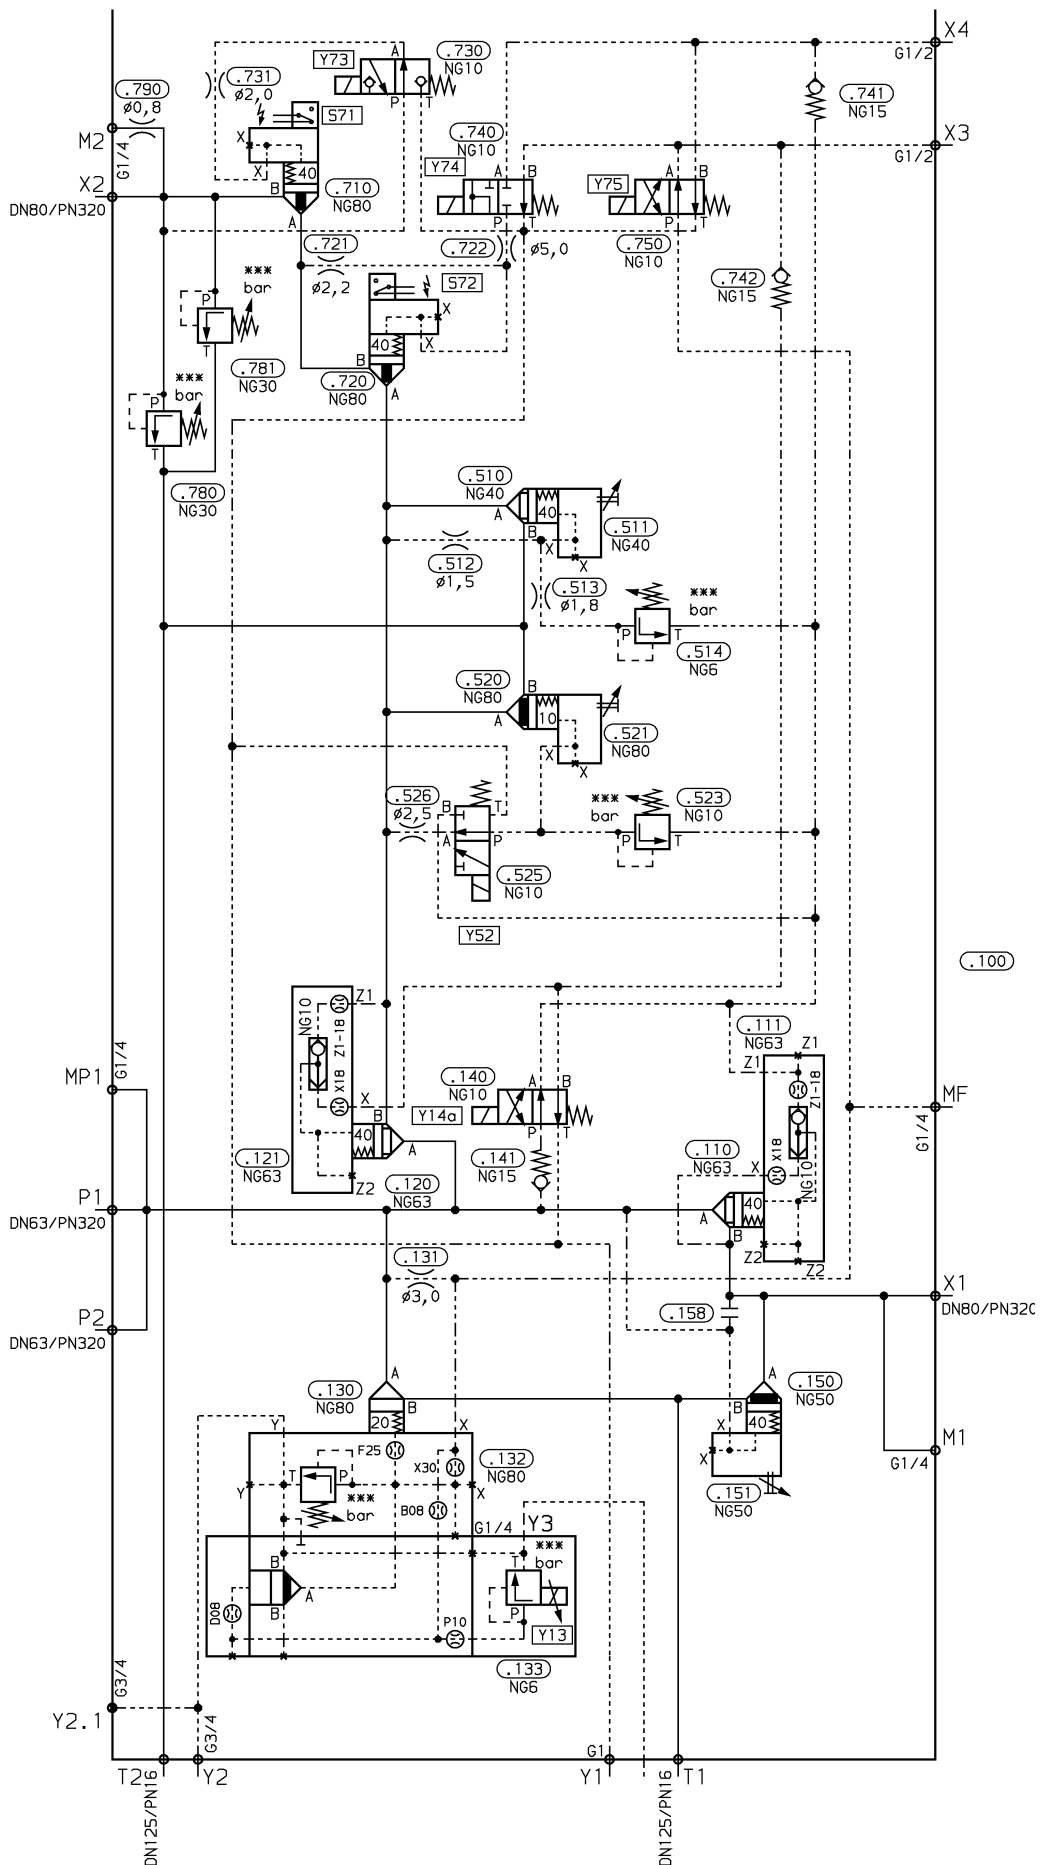 X4
G1/2
Y73
A
.730
NG10
P
T
.731
ø2,0
.790
ø0,8
.741
NG15
S71
M2
G1/4
X
X
40
X3
G1/2
.740
NG10
Y74
A
B
P
T
Y75
A
B
P
T
X2
DN80/PN320
B
A
.710
NG80
.721
ø2,2
.722
ø5,0
.750
NG10
.742
NG15
***
bar
P
T
.781
NG30
S72
X
X
40
B
A
.720
NG80
***
bar
P
T
.780
NG30
.510
NG40
A
40
B
X
X
.511
NG40
.512
ø1,5
.513
ø1,8
***
bar
P
T
.514
NG6
.520
NG80
B
A
10
X
X
.521
NG80
.526
ø2,5
B
T
A
P
***
bar
.523
NG10
P
T
.525
NG10
Y52
.100
NG10
Z1
Z1-18
X18
X
B
40
A
Z2
.121
NG63
.120
NG63
MP1
G1/4
.140
NG10
Y14a
A
B
P
T
.141
NG15
.111
NG63
Z1
Z1
Z1-18
X18
NG10
.110
NG63
X
A
40
B
Z2
Z2
MF
G1/4
P1
DN63/PN320
.131
ø3,0
X1
DN80/PN320
P2
DN63/PN320
.158
A
.130
NG80
B
20
A
.150
NG50
B
40
X
X
.151
NG50
M1
G1/4
Y
X
F25
X30
.132
NG80
Y
T
P
X
***
bar
B08
G1/4
Y3
***
bar
T
P
Y13
B
A
B
D08
P10
.133
NG6
G3/4
Y2.1
G3/4
G1
T2
Y2
Y1
T1
DN125/PN16
DN125/PN16